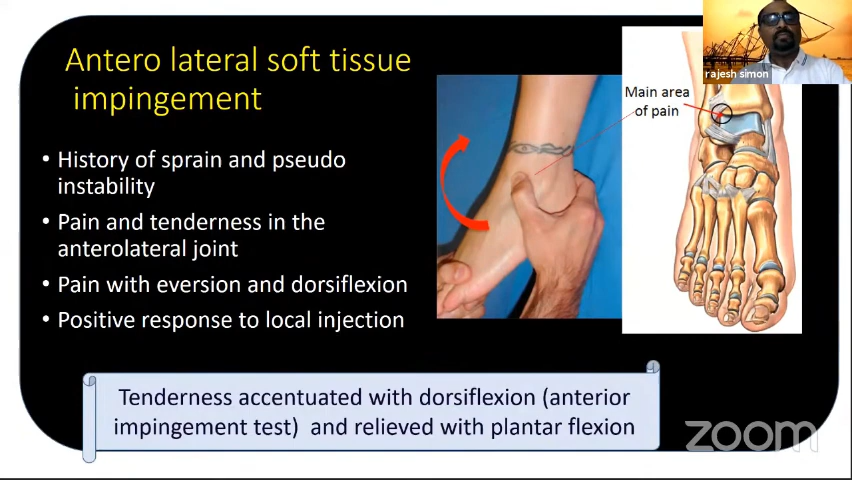 Antero lateral soft tissue
impingement
• History of sprain and pseudo
instability
• Pain and tenderness in the
anterolateral joint
• Pain with eversion and dorsiflexion
• Positive response to local injection
Main area
of pain
rajesh simon
Tenderness accentuated with dorsiflexion (anterior
impingement test) and relieved with plantar flexion
zoom